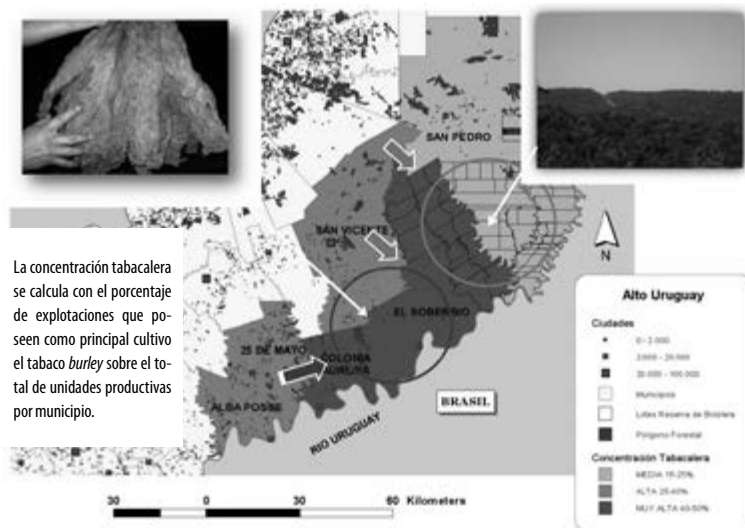 SAN PEDRO
SAN VICENTE
N
La concentración tabacalera
se calcula con el porcentaje
de explotaciones que po-
seen como principal cultivo
el tabaco burley sobre el to-
tal de unidades productivas
por municipio.
EL SOBERBIO
25 DE MAYO
COLONIA
AURORA
ALBA POSSE
BRASIL
RIO URUGUAY
30 0 30 60 Kilometers
Alto Uruguay
Ciudades
0 - 2 000
2 000 - 20 000
20 000 - 100 000
Municipios
Lotes Reserva de Biosfera
Polígono Forestal
Concentración Tabacalera
MEDIA 15-25%
ALTA 25-40%
MUY ALTA 40-50%